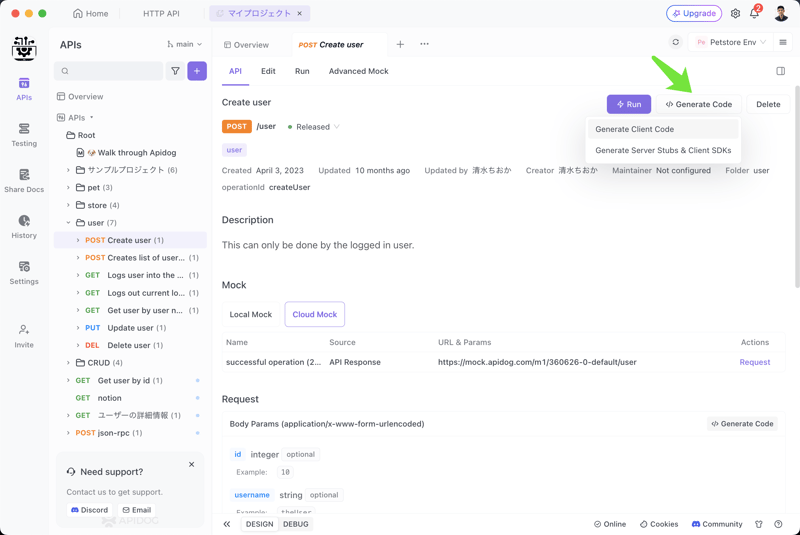 Home
HTTP API
マイプロジェクト
Upgrade
2
APIs
main
Overview
POST Create user
Pe Petstore Env
APIs
Testing
Share Docs
History
Settings
Invite
Overview
APIs
Root
Walk through Apidog
サンプルプロジェクト (6)
pet (3)
store (4)
user (7)
POST Create user (1)
POST Creates list of user... (1)
GET Logs user into the ... (1)
GET Logs out current lo... (1)
GET Get user by user n... (1)
PUT Update user (1)
DEL Delete user (1)
CRUD (4)
GET Get user by id (1)
GET notion
GET ユーザーの詳細情報 (1)
POST json-rpc (1)
Need support?
Contact us to get support.
Discord
Email
APIDOG
API
Edit
Run
Advanced Mock
Create user
Run
Generate Code
Delete
Generate Client Code
Generate Server Stubs & Client SDKs
POST /user Released
user
Created April 3, 2023 Updated 10 months ago Updated by 清水ちおか Creator 清水ちおか Maintainer Not configured Folder user
operationId createUser
Description
This can only be done by the logged in user.
Mock
Local Mock
Cloud Mock
Name Source URL & Params Actions
successful operation (2... API Response https://mock.apidog.com/m1/360626-0-default/user Request
Request
Body Params (application/x-www-form-urlencoded)
Generate Code
id integer optional
Example: 10
username string optional
Example: theUser
DESIGN
DEBUG
Online
Cookies
Community